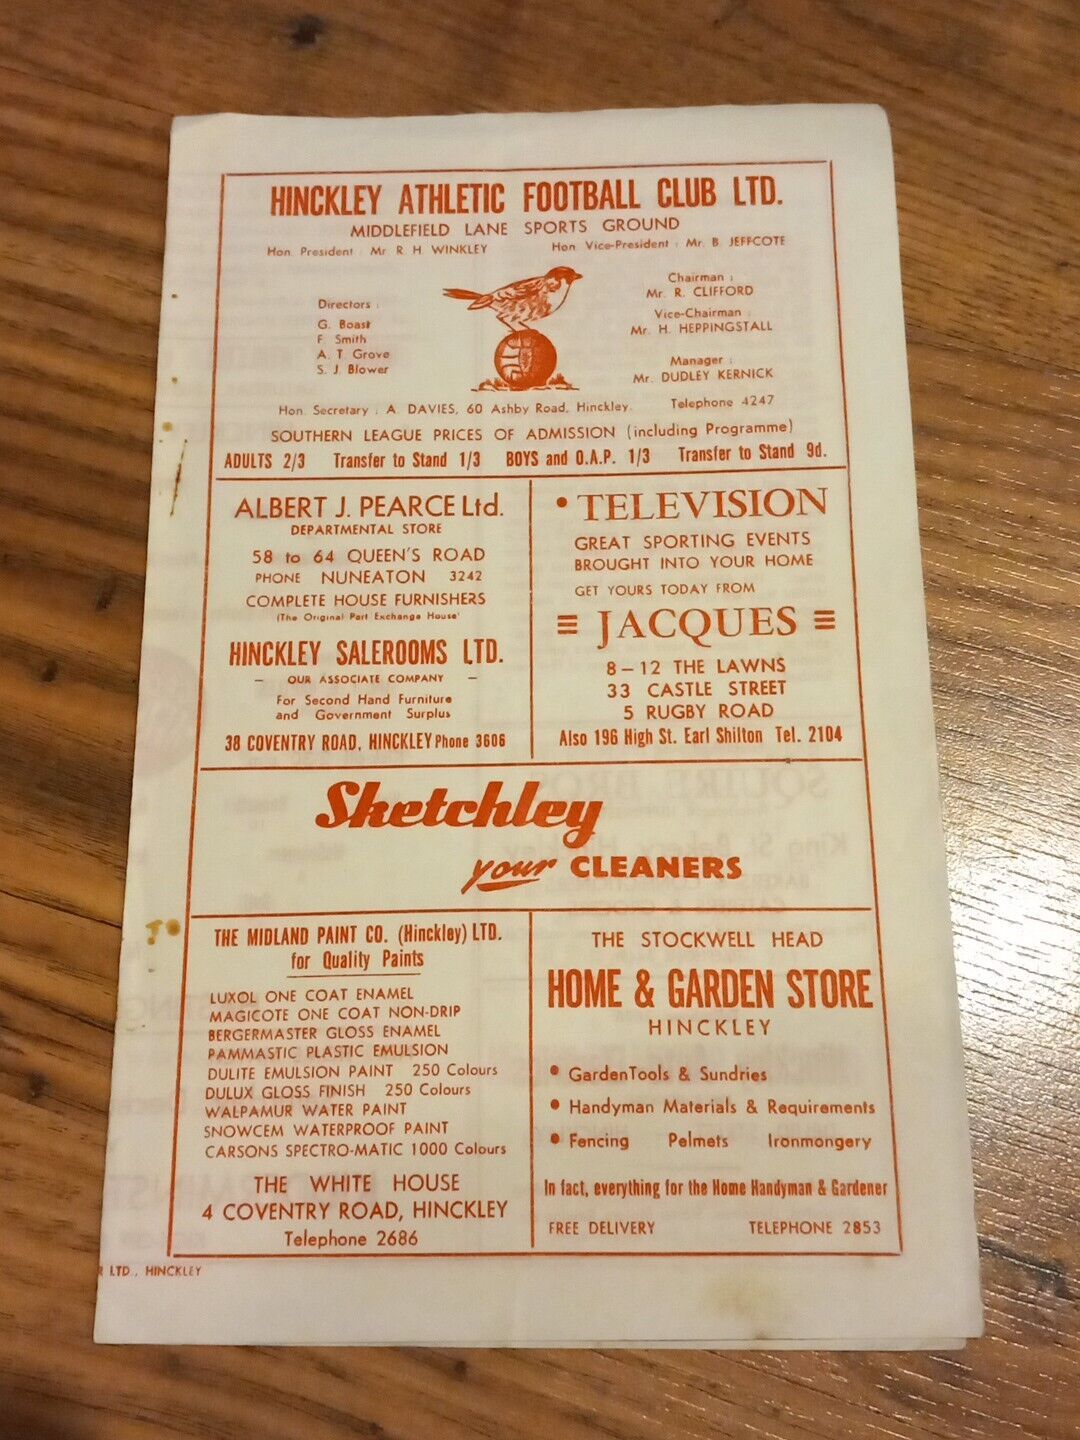 HINCKLEY ATHLETIC FOOTBALL CLUB LTD.
MIDDLEFIELD LANE SPORTS GROUND
Hon. President : Mr R. H WINKLEY
Hon. Vice-President : Mr. B. JEFFCOTE
Directors :
G. Boast
F. Smith
A. T. Grove
S. J. Blower
Chairman :
Mr. R. CLIFFORD
Vice-Chairman :
Mr. H. HEPPINGSTALL
Manager :
Mr. DUDLEY KERNICK
Hon. Secretary : A. DAVIES, 60 Ashby Road, Hinckley. Telephone 4247
SOUTHERN LEAGUE PRICES OF ADMISSION (including Programme)
ADULTS 2/3 Transfer to Stand 1/3 BOYS and O.A.P. 1/3 Transfer to Stand 9d.
ALBERT J. PEARCE Ltd.
DEPARTMENTAL STORE
58 to 64 QUEEN'S ROAD
PHONE NUNEATON 3242
COMPLETE HOUSE FURNISHERS
(The Original Part Exchange House'
HINCKLEY SALEROOMS LTD.
— OUR ASSOCIATE COMPANY —
For Second Hand Furniture
and Government Surplus
38 COVENTRY ROAD, HINCKLEY Phone 3606
• TELEVISION
GREAT SPORTING EVENTS
BROUGHT INTO YOUR HOME
GET YOURS TODAY FROM
JACQUES
8 – 12 THE LAWNS
33 CASTLE STREET
5 RUGBY ROAD
Also 196 High St. Earl Shilton Tel. 2104
Sketchley
your CLEANERS
THE MIDLAND PAINT CO. (Hinckley) LTD.
for Quality Paints
LUXOL ONE COAT ENAMEL
MAGICOTE ONE COAT NON-DRIP
BERGERMASTER GLOSS ENAMEL
PAMMASTIC PLASTIC EMULSION
DULITE EMULSION PAINT 250 Colours
DULUX GLOSS FINISH 250 Colours
WALPAMUR WATER PAINT
SNOWCEM WATERPROOF PAINT
CARSONS SPECTRO-MATIC 1000 Colours
THE WHITE HOUSE
4 COVENTRY ROAD, HINCKLEY
Telephone 2686
THE STOCKWELL HEAD
HOME & GARDEN STORE
HINCKLEY
• GardenTools & Sundries
• Handyman Materials & Requirements
• Fencing Pelmets Ironmongery
In fact, everything for the Home Handyman & Gardener
FREE DELIVERY TELEPHONE 2853
R LTD., HINCKLEY